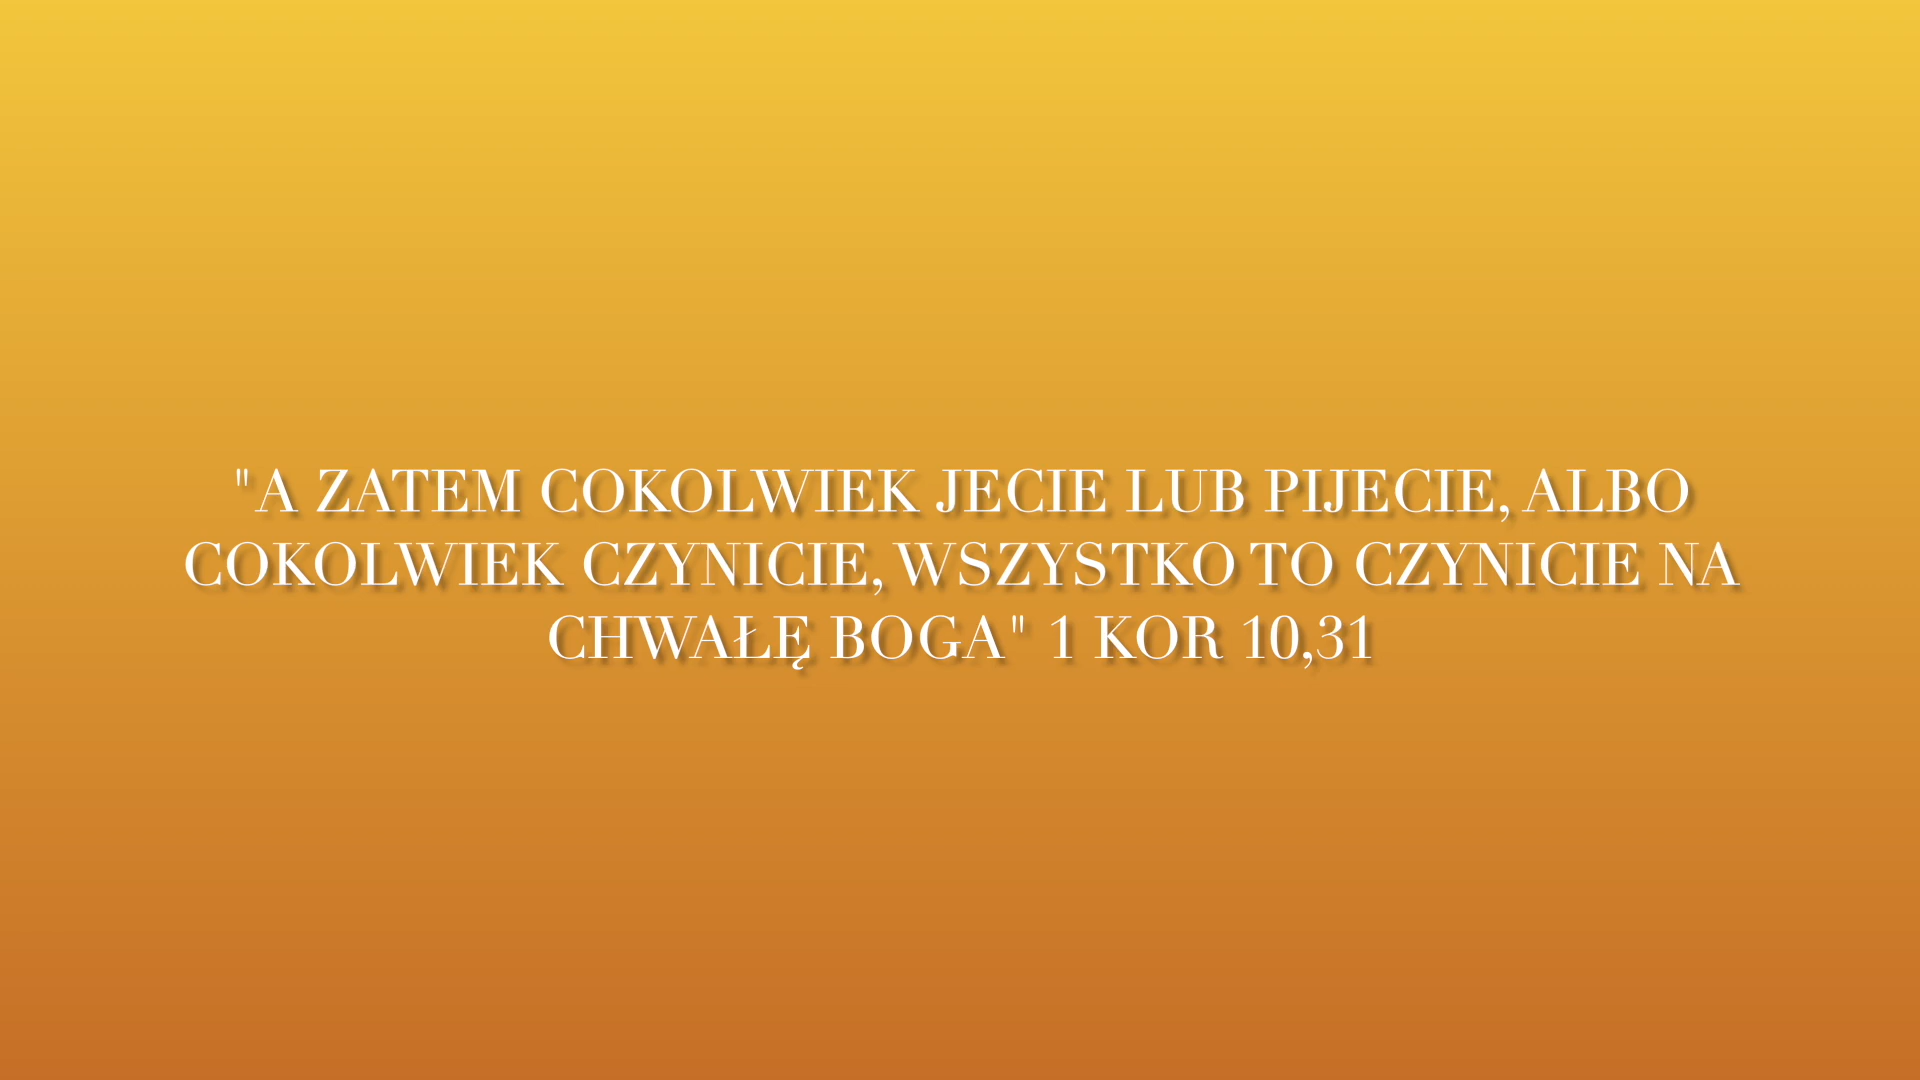 "A ZATEM COKOLWIEK JECIE LUB PIJECIE, ALBO
COKOLWIEK CZYNICIE, WSZYSTKO TO CZYNICIE NA
CHWAŁĘ BOGA" 1 KOR 10,31